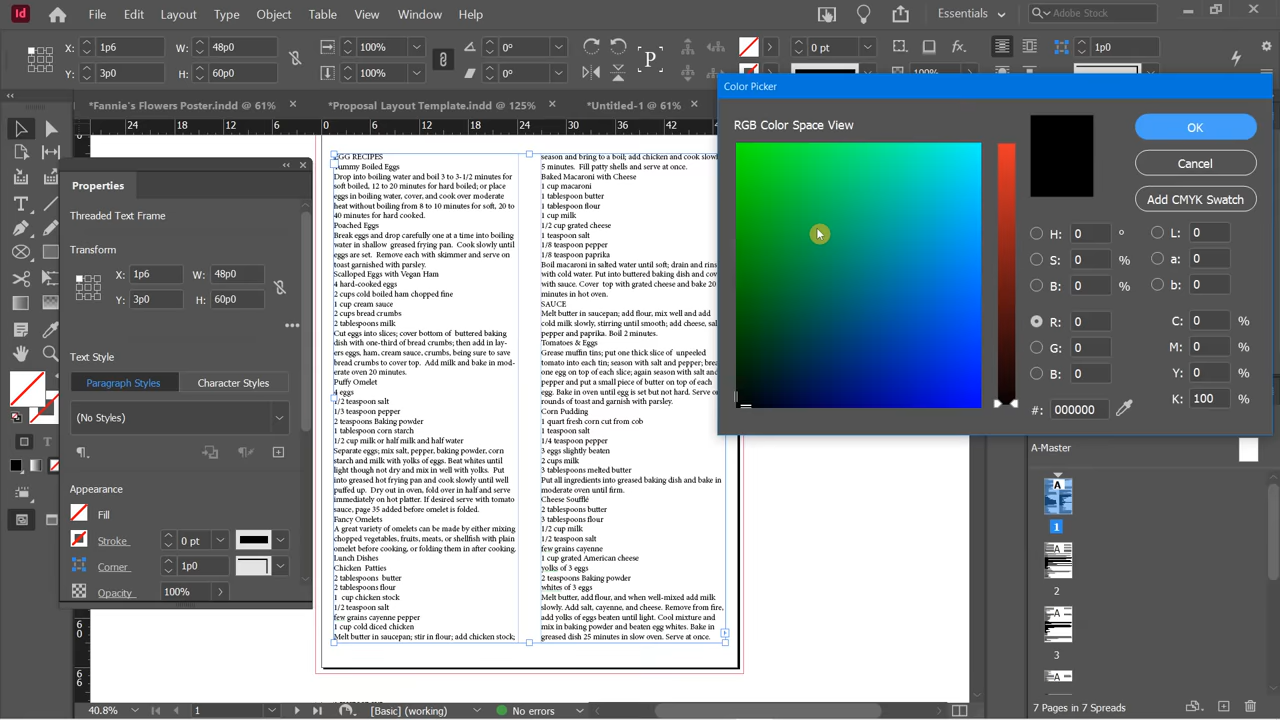 Id
File
Edit
Layout
Type
Object
Table
View
Window
Help
Essentials
Adobe Stock
X: 1p6
W: 48p0
100%
0°
0 pt
1p0
Y: 3p0
H: 60p0
100%
0°
100%
*Fannie's Flowers Poster.indd @ 61%
*Proposal Layout Template.indd @ 125%
*Untitled-1 @ 61%
24
18
12
6
0
6
12
18
24
30
36
42
Properties
Threaded Text Frame
Transform
X: 1p6 W: 48p0
Y: 3p0 H: 60p0
Text Style
Paragraph Styles
Character Styles
(No Styles)
Appearance
Fill
Stroke
0 pt
Corner
1p0
Opacity
100%
EGG RECIPES
Yummy Boiled Eggs
Drop into boiling water and boil 3 to 3-1/2 minutes for
soft boiled, 12 to 20 minutes for hard boiled; or place
eggs in boiling water, cover, and cook over moderate
heat without boiling from 8 to 10 minutes for soft, 20 to
40 minutes for hard cooked.
Poached Eggs
Break eggs and drop carefully one at a time into boiling
water in shallow greased frying pan. Cook slowly until
eggs are set. Remove each with skimmer and serve on
toast garnished with parsley.
Scalloped Eggs with Vegan Ham
4 hard-cooked eggs
2 cups cold boiled ham chopped fine
1 cup cream sauce
2 cups bread crumbs
2 tablespoons milk
Cut eggs into slices; cover bottom of buttered baking
dish with one-third of bread crumbs; then add in lay-
ers eggs, ham, cream sauce, crumbs, being sure to save
bread crumbs to cover top. Add milk and bake in mod-
erate oven 20 minutes.
Puffy Omelet
4 eggs
1/2 teaspoon salt
1/3 teaspoon pepper
2 teaspoons Baking powder
1 tablespoon corn starch
1/2 cup milk or half milk and half water
Separate eggs; mix salt, pepper, baking powder, corn
starch and milk with yolks of eggs. Beat whites until
light though not dry and mix in well with yolks. Put
into greased hot frying pan and cook slowly until well
puffed up. Dry out in oven, fold over in half and serve
immediately on hot platter. If desired serve with tomato
sauce, page 35 added before omelet is folded.
Fancy Omelets
A great variety of omelets can be made by either mixing
chopped vegetables, fruits, meats, or shellfish with plain
omelet before cooking, or folding them in after cooking.
Lunch Dishes
Chicken Patties
2 tablespoons butter
2 tablespoons flour
1 cup chicken stock
1/2 teaspoon salt
few grains cayenne pepper
1 cup cold diced chicken
Melt butter in saucepan; stir in flour; add chicken stock;
season and bring to a boil; add chicken and cook slowl
5 minutes. Fill patty shells and serve at once.
Baked Macaroni with Cheese
1 cup macaroni
1 tablespoon butter
1 tablespoon flour
1 cup milk
1/2 cup grated cheese
1 teaspoon salt
1/8 teaspoon pepper
1/8 teaspoon paprika
Boil macaroni in salted water until soft; drain and rins
with cold water. Put into buttered baking dish and cov
with sauce. Cover top with grated cheese and bake 20
minutes in hot oven.
SAUCE
Melt butter in saucepan; add flour, mix well and add
cold milk slowly, stirring until smooth; add cheese, sal
pepper and paprika. Boil 2 minutes.
Tomatoes & Eggs
Grease muffin tins; put one thick slice of unpeeled
tomato into each tin; season with salt and pepper; brea
one egg on top of each slice; again season with salt an
pepper and put a small piece of butter on top of each
egg. Bake in oven until egg is set but not hard. Serve o
rounds of toast and garnish with parsley.
Corn Pudding
1 quart fresh corn cut from cob
1 teaspoon salt
1/4 teaspoon pepper
3 eggs slightly beaten
2 cups milk
3 tablespoons melted butter
Put all ingredients into greased baking dish and bake in
moderate oven until firm.
Cheese Soufflé
2 tablespoons butter
3 tablespoons flour
1/2 cup milk
1/2 teaspoon salt
few grains cayenne
1 cup grated American cheese
yolks of 3 eggs
2 teaspoons Baking powder
whites of 3 eggs
Melt butter, add flour, and when well-mixed add milk
slowly. Add salt, cayenne, and cheese. Remove from fire,
add yolks of eggs beaten until light. Cool mixture and
mix in baking powder and beaten egg whites. Bake in
greased dish 25 minutes in slow oven. Serve at once.
Color Picker
RGB Color Space View
OK
Cancel
Add CMYK Swatch
H: 0 °
L: 0
S: 0 %
a: 0
B: 0 %
b: 0
R: 0
C: 0 %
G: 0
M: 0 %
B: 0
Y: 0 %
#: 000000
K: 100 %
A-Master
A
1
A
2
A
3
A
40.8%
1
[Basic] (working)
No errors
5 Pages in 5 Spreads